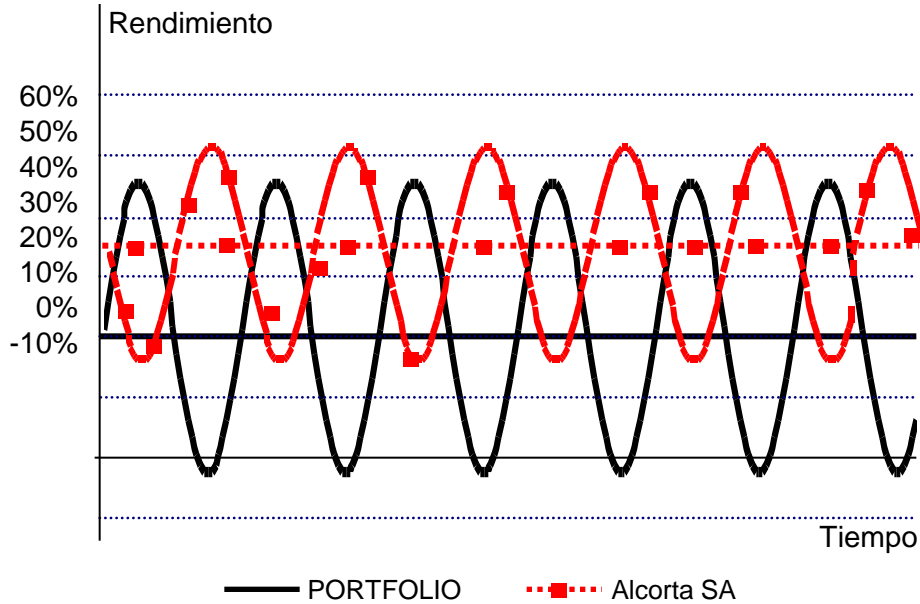 Rendimiento
60%
50%
40%
30%
20%
10%
0%
-10%
Tiempo
PORTFOLIO
Alcorta SA